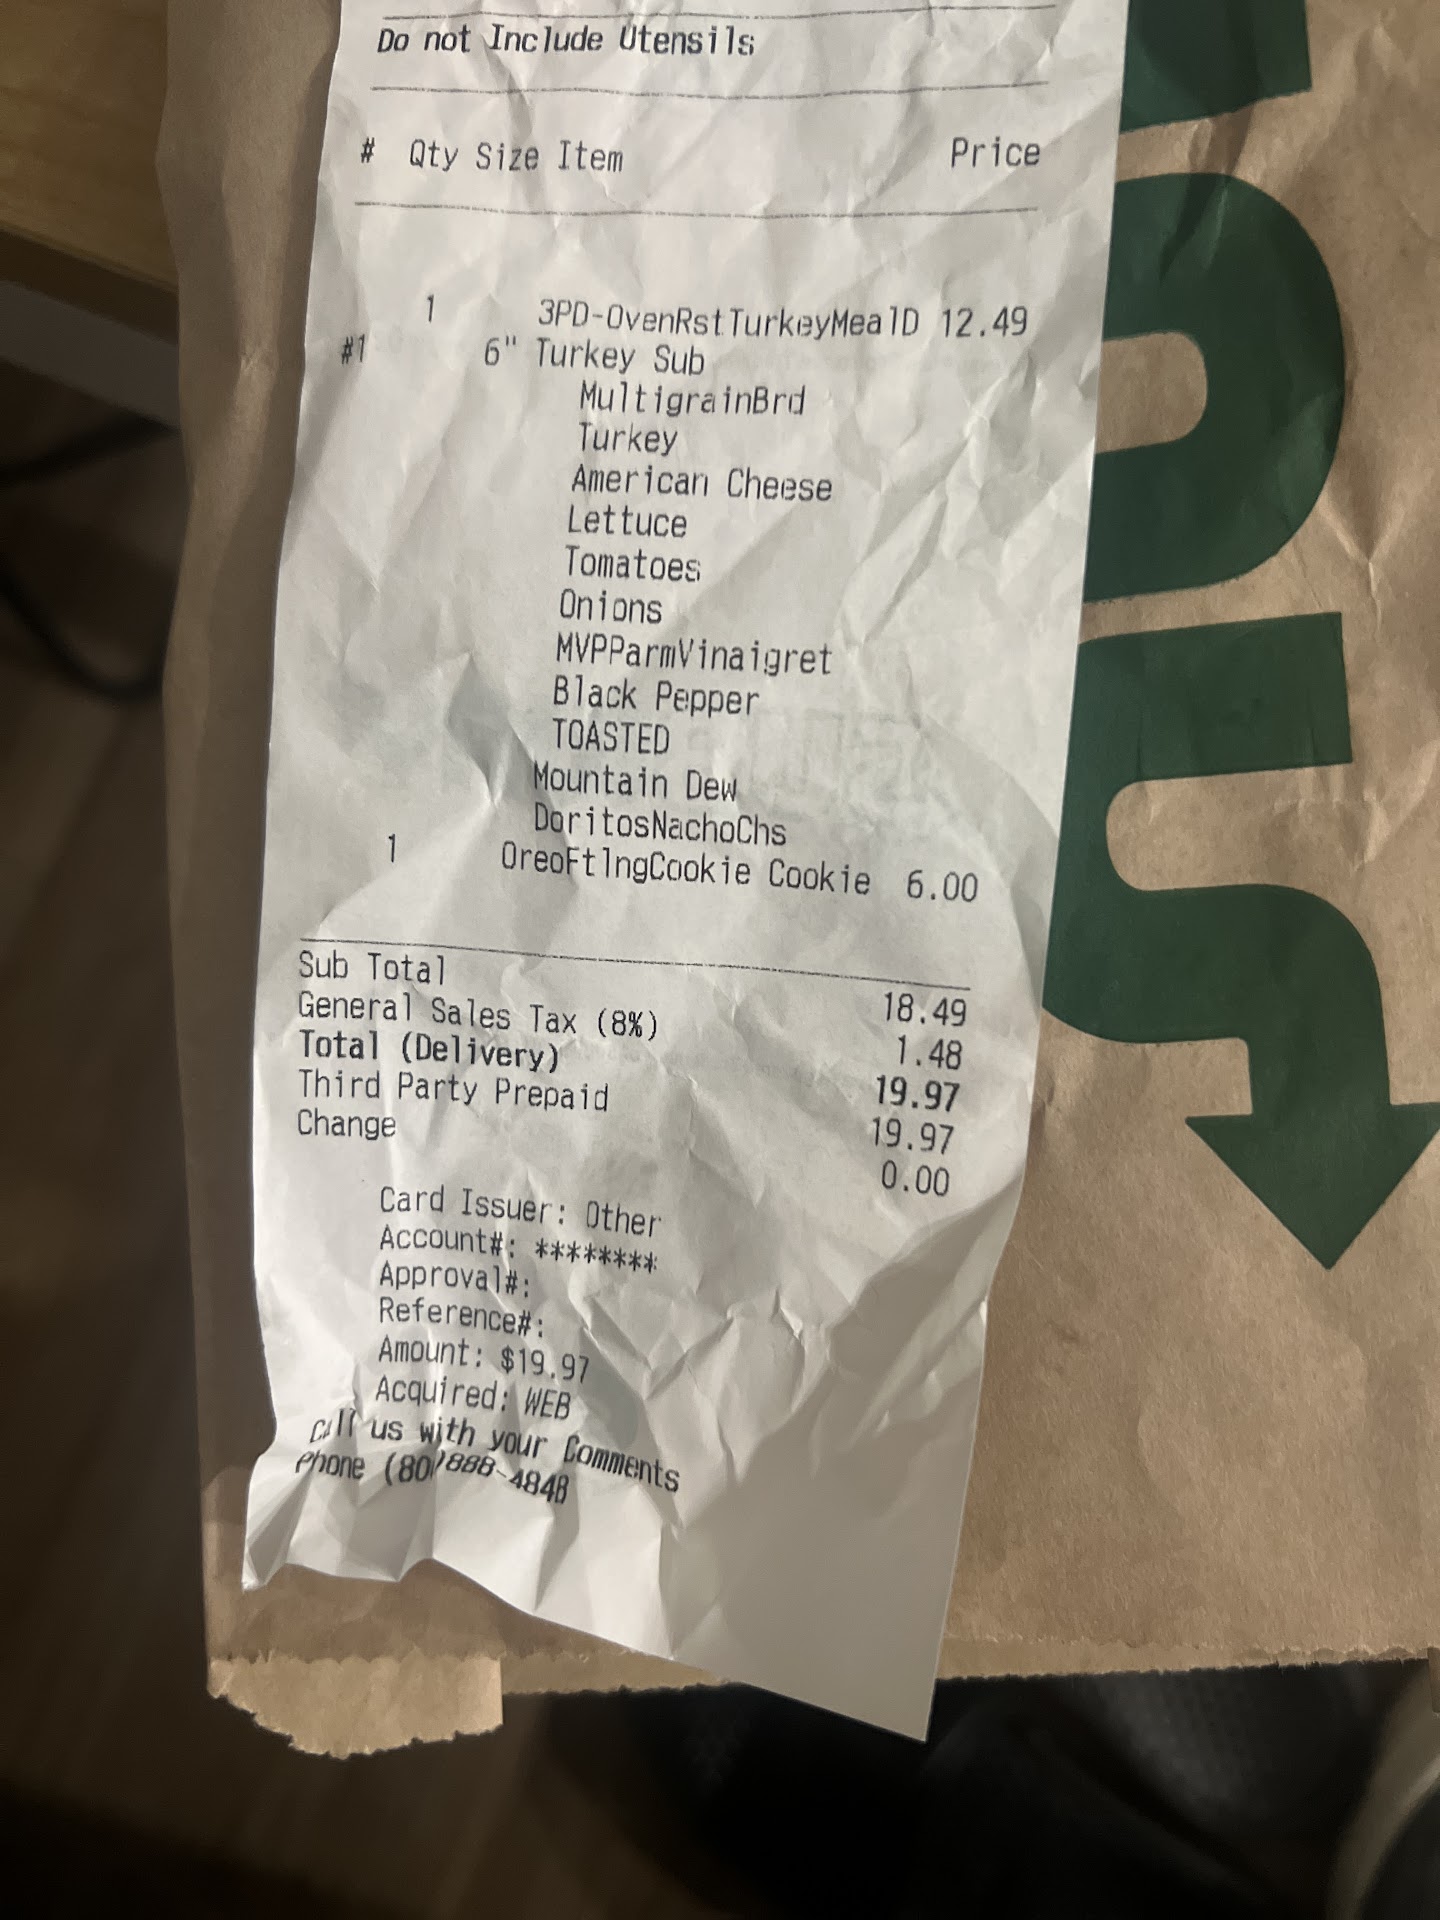 Do not Include Utensils
# Qty Size Item Price
1 3PD-OvenRstTurkeyMealD 12.49
#1 6" Turkey Sub
MultigrainBrd
Turkey
American Cheese
Lettuce
Tomatoes
Onions
MVPParmVinaigret
Black Pepper
TOASTED
Mountain Dew
DoritosNachoChs
1 OreoFtlngCookie Cookie 6.00
Sub Total 18.49
General Sales Tax (8%) 1.48
Total (Delivery) 19.97
Third Party Prepaid 19.97
Change 0.00
Card Issuer: Other
Account#: ********
Approval#:
Reference#:
Amount: $19.97
Acquired: WEB
Call us with your Comments
Phone 888-4848